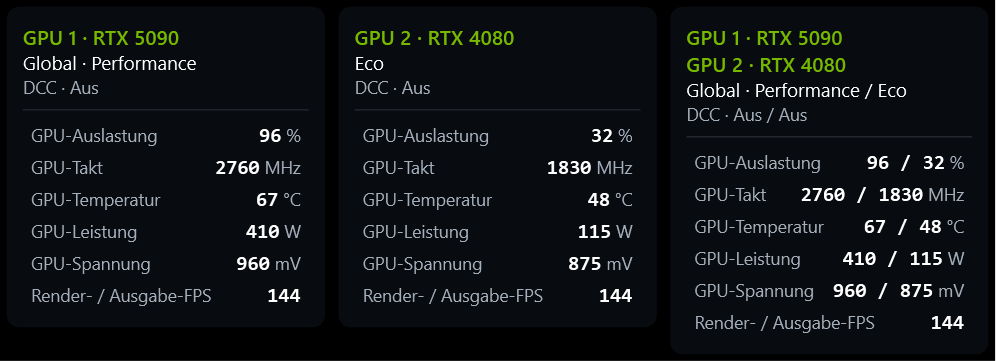 GPU 1 · RTX 5090
Global · Performance
DCC · Aus
GPU-Auslastung 96 %
GPU-Takt 2760 MHz
GPU-Temperatur 67 °C
GPU-Leistung 410 W
GPU-Spannung 960 mV
Render- / Ausgabe-FPS 144
GPU 2 · RTX 4080
Eco
DCC · Aus
GPU-Auslastung 32 %
GPU-Takt 1830 MHz
GPU-Temperatur 48 °C
GPU-Leistung 115 W
GPU-Spannung 875 mV
Render- / Ausgabe-FPS 144
GPU 1 · RTX 5090
GPU 2 · RTX 4080
Global · Performance / Eco
DCC · Aus / Aus
GPU-Auslastung 96 / 32 %
GPU-Takt 2760 / 1830 MHz
GPU-Temperatur 67 / 48 °C
GPU-Leistung 410 / 115 W
GPU-Spannung 960 / 875 mV
Render- / Ausgabe-FPS 144